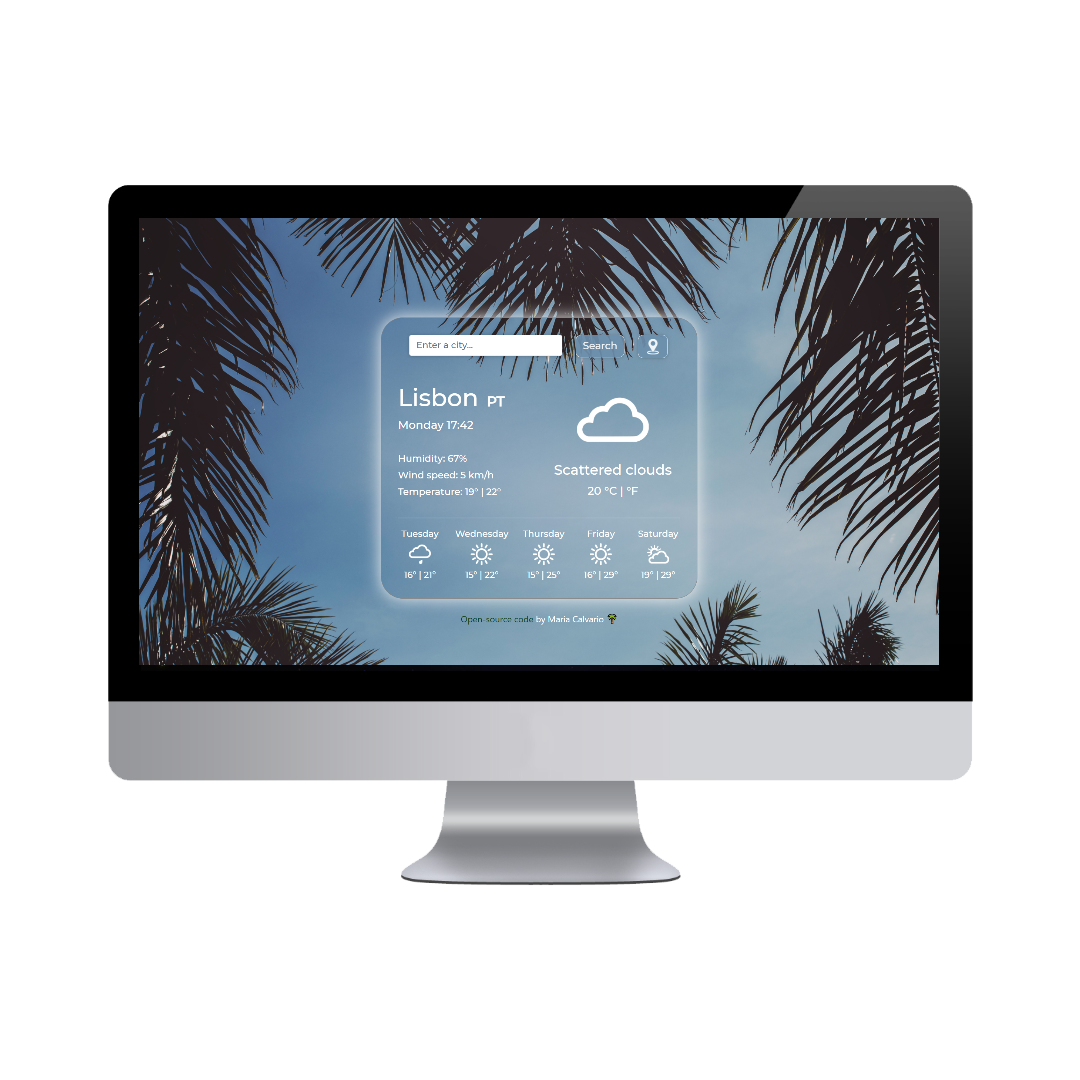 Enter a city...
Search
Lisbon PT
Monday 17:42
Humidity: 67%
Wind speed: 5 km/h
Temperature: 19° | 22°
Scattered clouds
20 °C | °F
Tuesday Wednesday Thursday Friday Saturday
16° | 21° 15° | 22° 15° | 25° 16° | 29° 19° | 29°
Open-source code by Maria Calvario